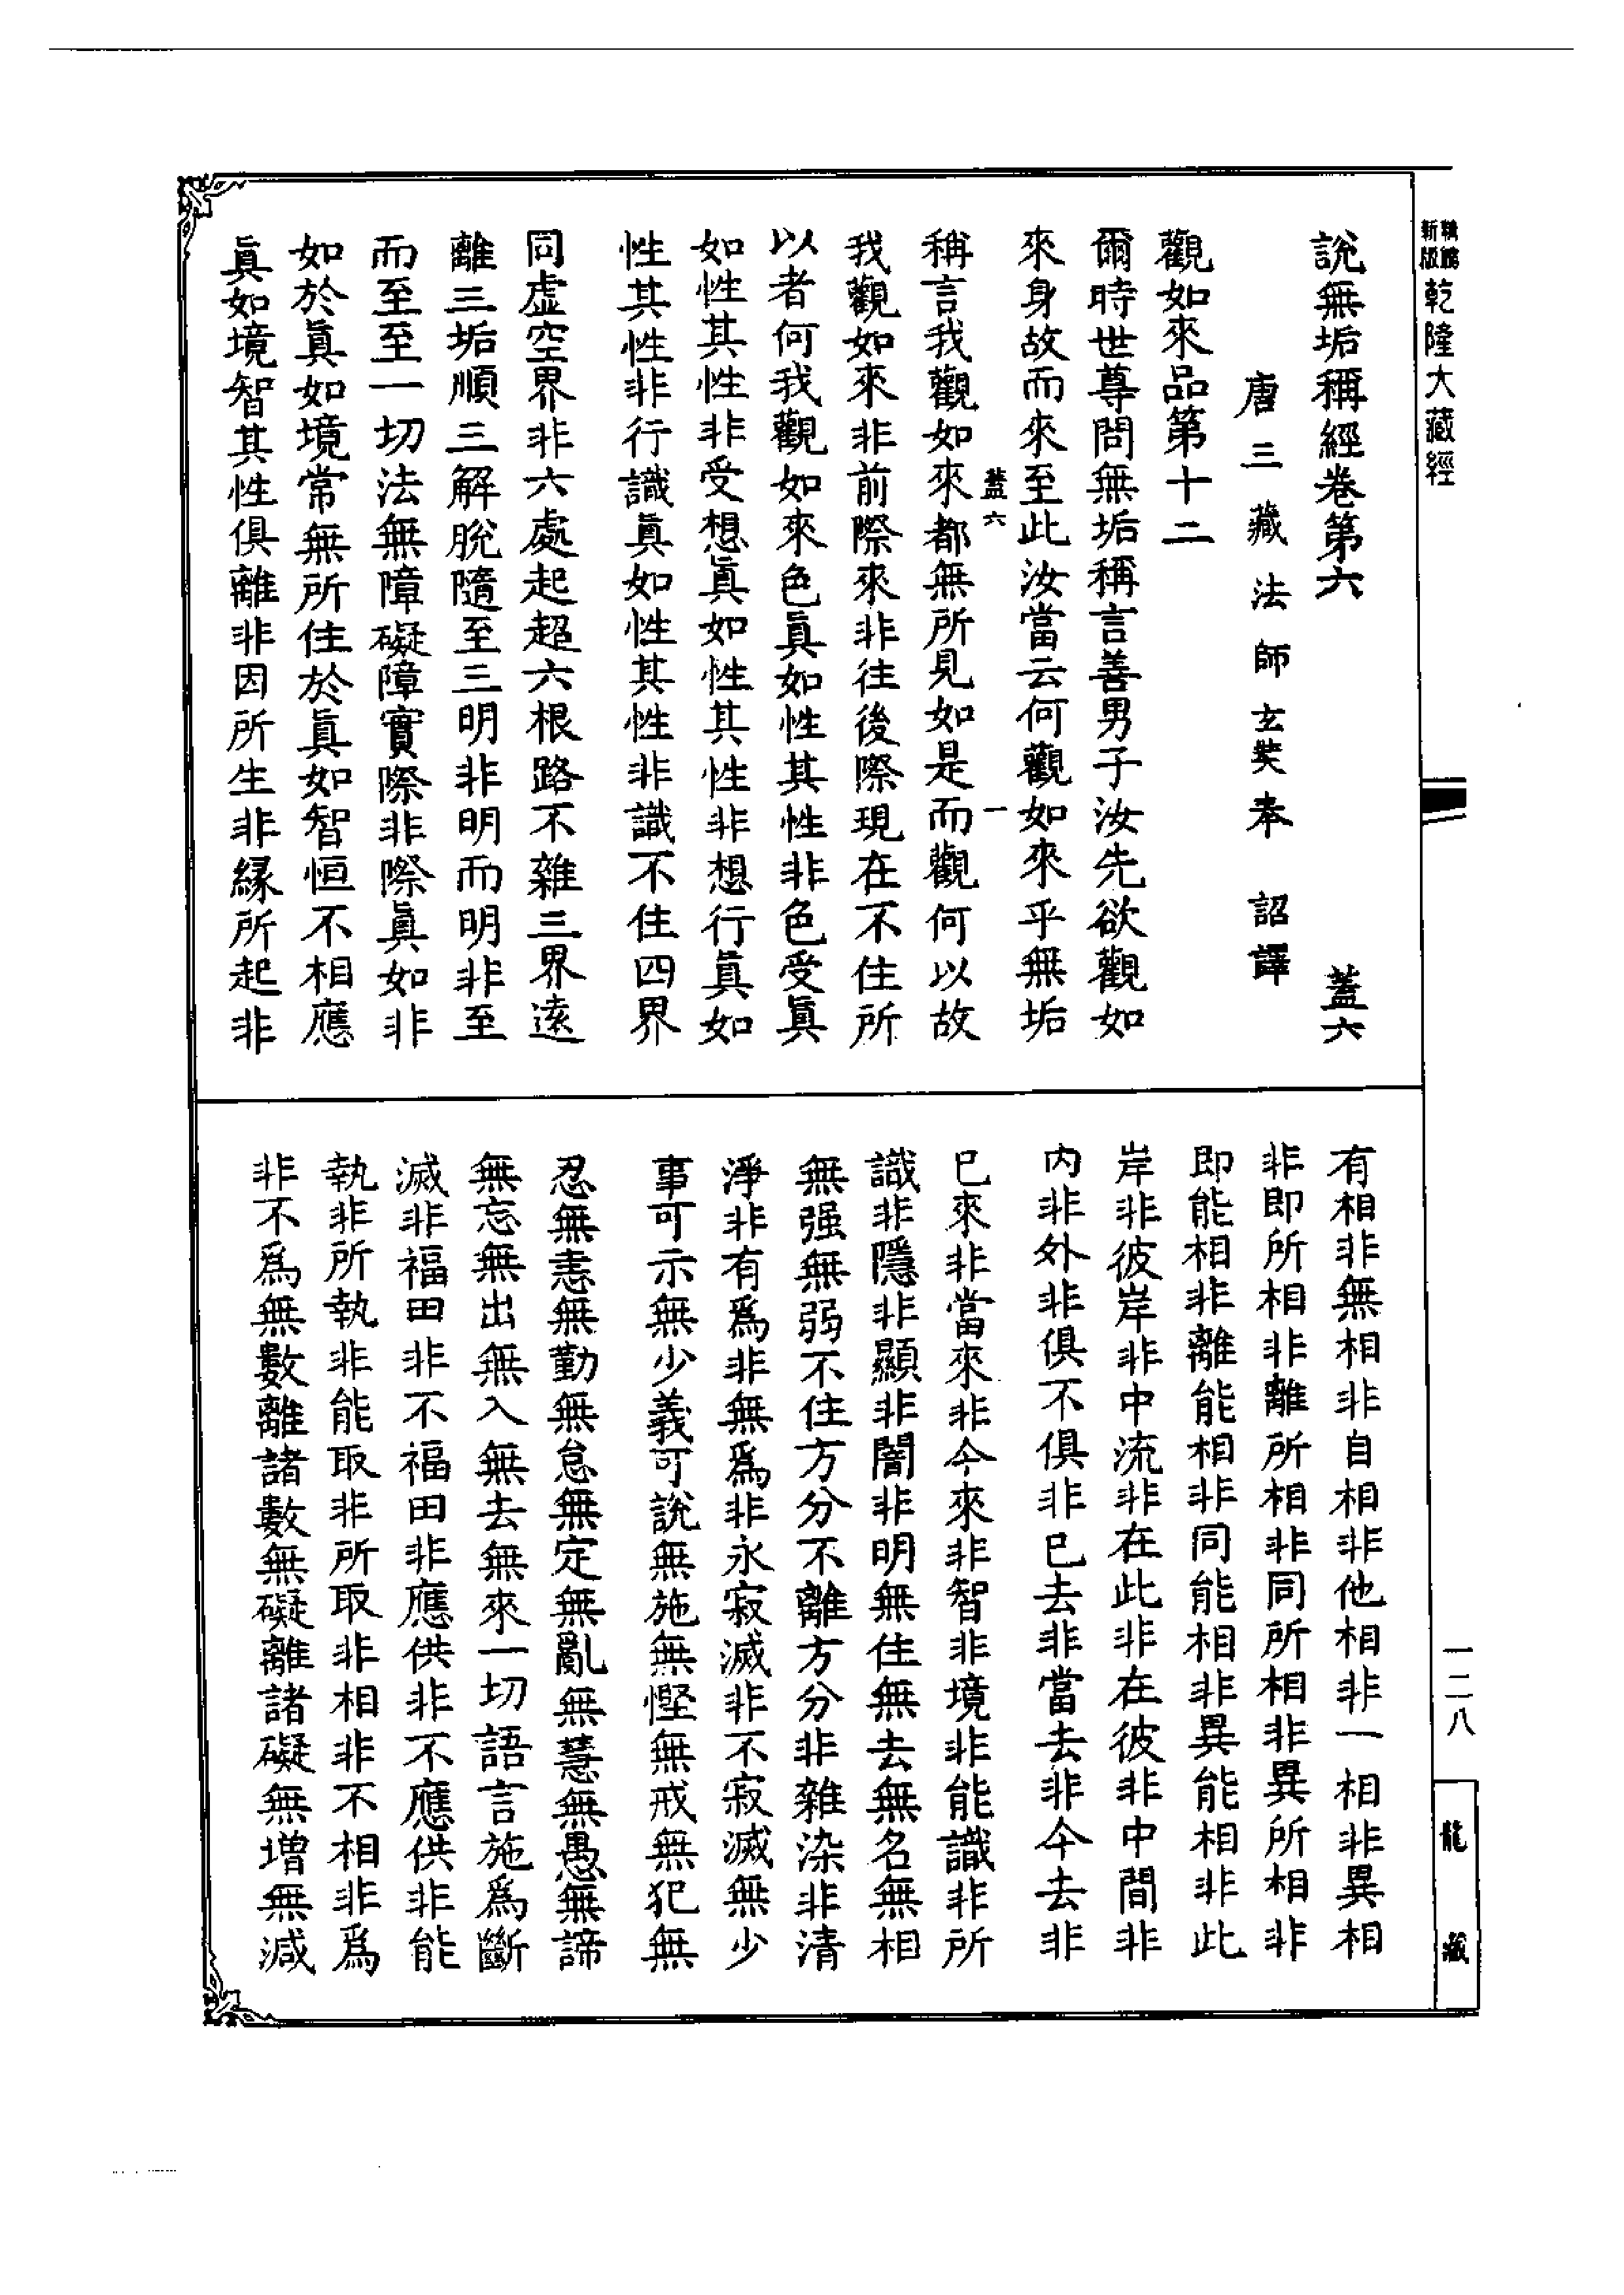 新版
乾隆大藏經
說無垢稱經卷第六 蓋六
唐三藏法師玄奘奉 詔譯
觀如來品第十二
爾時世尊問無垢稱言善男子汝先欲觀如
來身故而來至此汝當云何觀如來乎無垢
蓋六 一
稱言我觀如來都無所見如是而觀何以故
我觀如來非前際來非往後際現在不住所
以者何我觀如來色眞如性其性非色受眞
如性其性非受想眞如性其性非想行眞如
性其性非行識眞如性其性非識不住四界
同虛空界非六處起超六根路不雜三界遠
離三垢順三解脫隨至三明非明而明非至
而至至一切法無障礙障實際非際眞如非
如於眞如境常無所住於眞如智恒不相應
眞如境智其性俱離非因所生非緣所起非
有相非無相非自相非他相非一相非異相
非即所相非離所相非同所相非異所相非
即能相非離能相非同能相非異能相非此
岸非彼岸非中流非在此非在彼非中間非
內非外非俱不俱非已去非當去非今去非
已來非當來非今來非智非境非能識非所
識非隱非顯非闇非明無住無去無名無相
無强無弱不住方分不離方分非雜染非清
淨非有爲非無爲非永寂滅非不寂滅無少
事可示無少義可說無施無慳無戒無犯無
忍無恚無勤無怠無定無亂無慧無愚無諦
無忘無出無入無去無來一切語言施爲斷
滅非福田非不福田非應供非不應供非能
執非所執非能取非所取非相非不相非爲
非不爲無數離諸數無礙離諸礙無增無減
一二八
龍藏